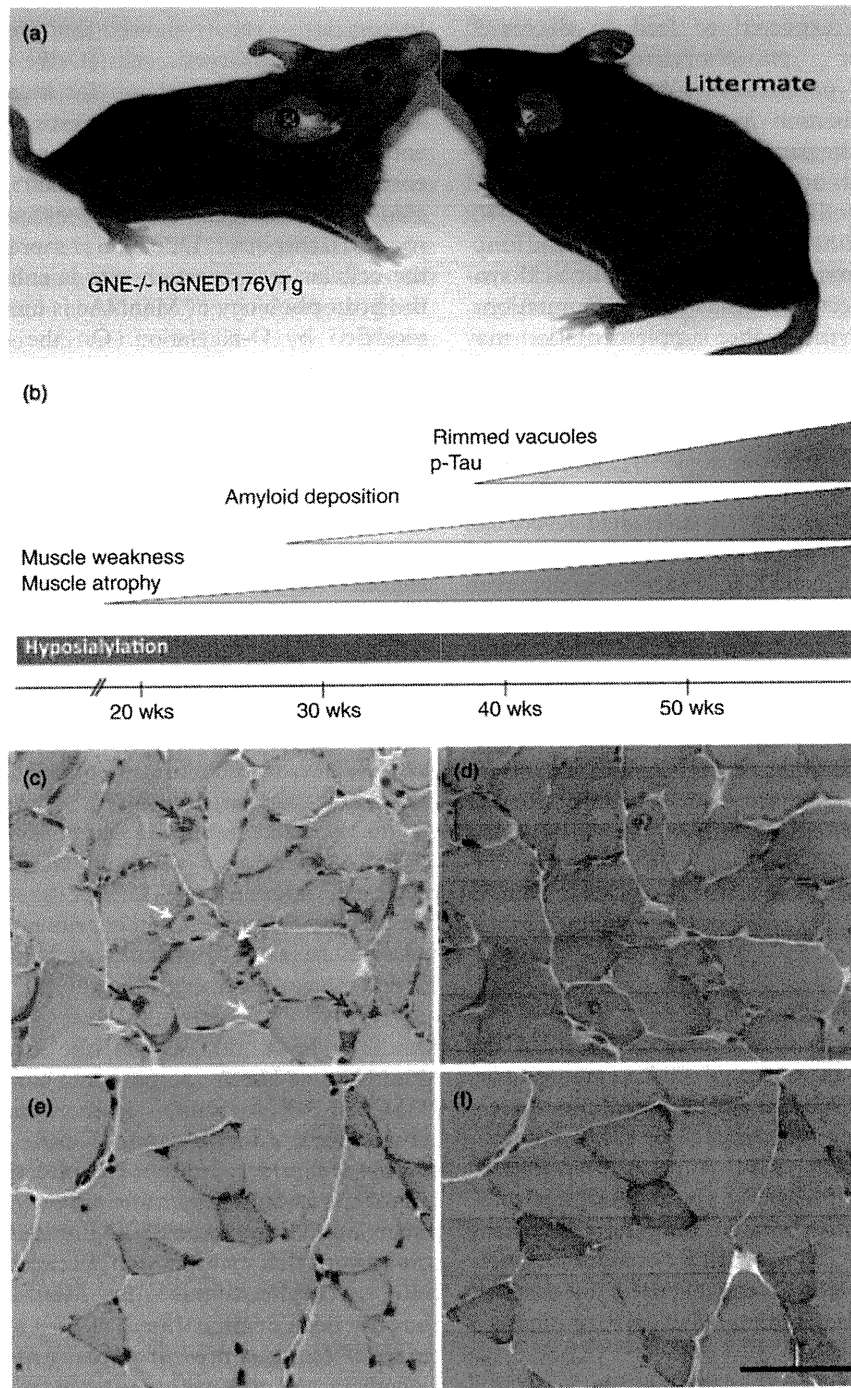 (a)
Littermate
GNE-/- hGNED176VTg
(b)
Rimmed vacuoles
p-Tau
Amyloid deposition
Muscle weakness
Muscle atrophy
Hyposialylation
20 wks
30 wks
40 wks
50 wks
(c)
(d)
(e)
(f)